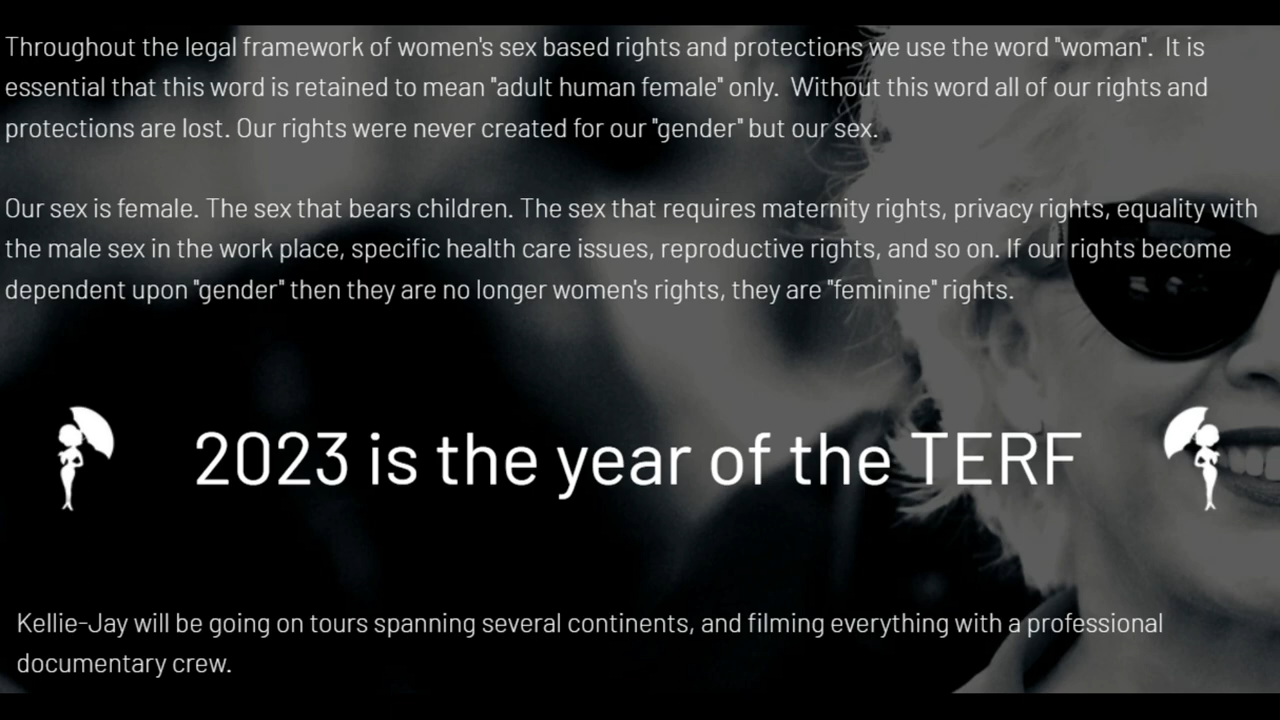 Throughout the legal framework of women's sex based rights and protections we use the word "woman".  It is
essential that this word is retained to mean "adult human female" only.  Without this word all of our rights and
protections are lost. Our rights were never created for our "gender" but our sex.
Our sex is female. The sex that bears children. The sex that requires maternity rights, privacy rights, equality with
the male sex in the work place, specific health care issues, reproductive rights, and so on. If our rights become
dependent upon "gender" then they are no longer women's rights, they are "feminine" rights.
2023 is the year of the TERF
Kellie-Jay will be going on tours spanning several continents, and filming everything with a professional
documentary crew.